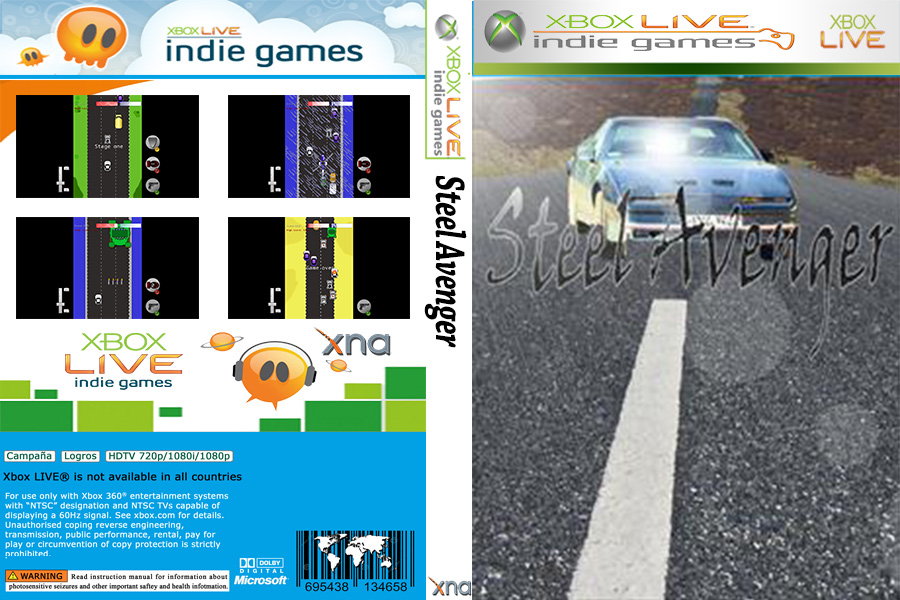 XBOX LIVE
indie games
Stage one
Game over
XBOX
LIVE
indie games
xna
Campaña Logros HDTV 720p/1080i/1080p
Xbox LIVE® is not available in all countries
For use only with Xbox 360® entertainment systems
with "NTSC" designation and NTSC TVs capable of
displaying a 60Hz signal. See xbox.com for details.
Unauthorised coping reverse engineering,
transmission, public performance, rental, pay for
play or circumvention of copy protection is strictly
prohibited.
WARNING Read instruction manual for information about
photosensitive seizures and other important saftey and health infotmation.
DOLBY
DIGITAL
Microsoft
695438 134658
XBOX LIVE
indie games
Steel Avenger
xna
XBOX LIVE
indie games
XBOX
LIVE
Steel Avenger